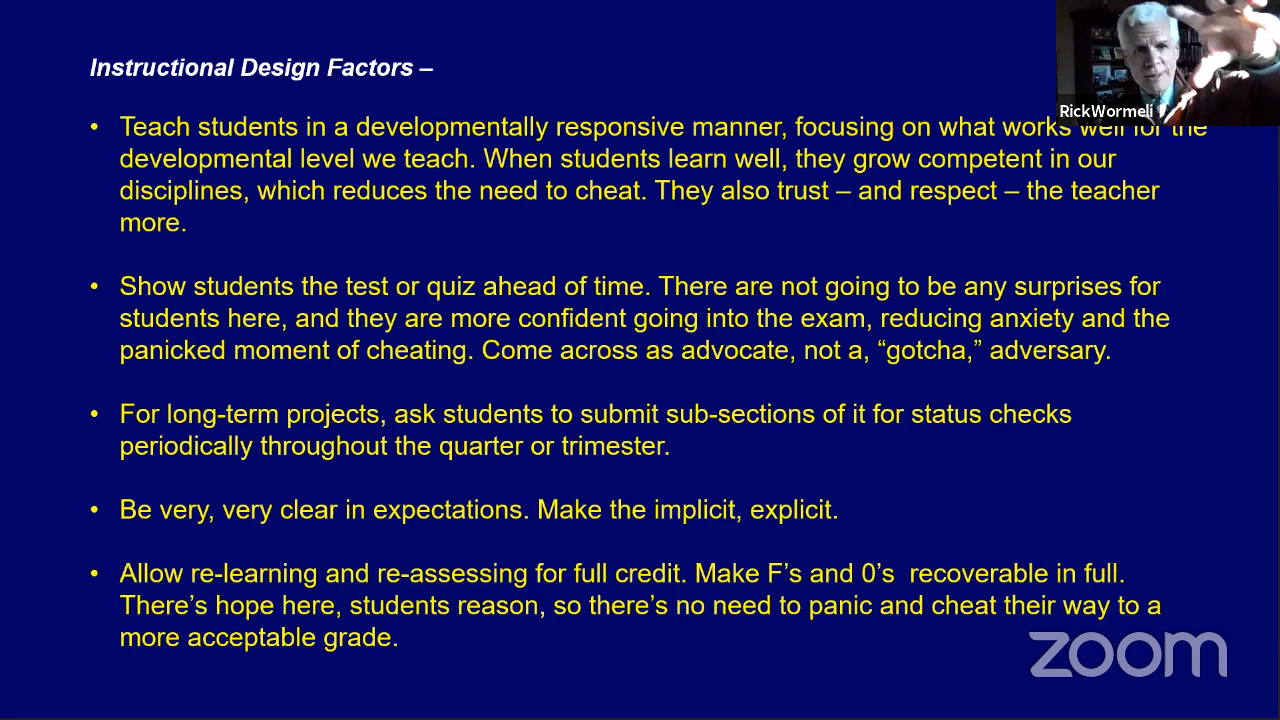 Instructional Design Factors –
RickWormeli
• Teach students in a developmentally responsive manner, focusing on what works well for the
developmental level we teach. When students learn well, they grow competent in our
disciplines, which reduces the need to cheat. They also trust – and respect – the teacher
more.
• Show students the test or quiz ahead of time. There are not going to be any surprises for
students here, and they are more confident going into the exam, reducing anxiety and the
panicked moment of cheating. Come across as advocate, not a, “gotcha,” adversary.
• For long-term projects, ask students to submit sub-sections of it for status checks
periodically throughout the quarter or trimester.
• Be very, very clear in expectations. Make the implicit, explicit.
• Allow re-learning and re-assessing for full credit. Make F’s and 0’s  recoverable in full.
There’s hope here, students reason, so there’s no need to panic and cheat their way to a
more acceptable grade.
zoom